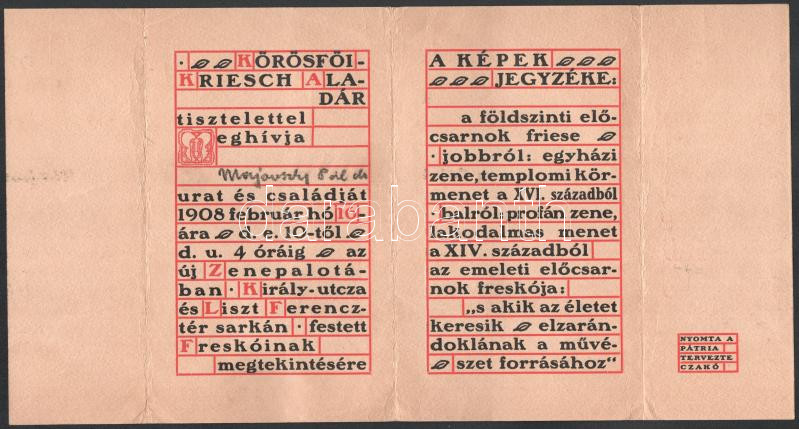 · KÖRÖSFŐI-
KRIESCH ALA-
DÁR
tisztelettel
Meghívja
Majovszky Pál dr
urat és családját
1908 február hó 16-
ára d. e. 10-től
d. u. 4 óráig az
új Zenepalotá-
ban · Király-utcza
és Liszt Ferencz-
tér sarkán · festett
Freskóinak
megtekintésére
A KÉPEK
JEGYZÉKE:
a földszinti elő-
csarnok friese
· jobbról: egyházi
zene, templomi kör-
menet a XVI. századból
· balról: profán zene,
lakodalmas menet
a XIV. századból
az emeleti előcsar-
nok freskója:
„s akik az életet
keresik elzarán-
doklának a művé-
szet forrásához“
NYOMTA A
PÁTRIA
TERVEZTE
CZAKÓ
darabanth